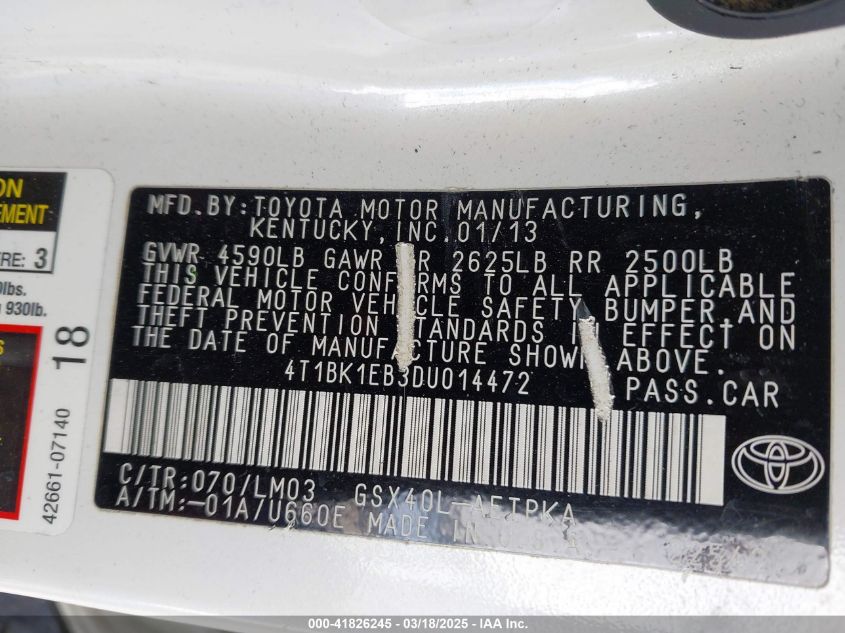 ON
EMENT
RE: 3
0lbs.
930lb.
S
18
42661-07140
MFD. BY: TOYOTA MOTOR MANUFACTURING,
KENTUCKY, INC. 01/13
GVWR 4590LB GAWR FR 2625LB RR 2500LB
THIS VEHICLE CONFORMS TO ALL APPLICABLE
FEDERAL MOTOR VEHICLE SAFETY, BUMPER, AND
THEFT PREVENTION STANDARDS IN EFFECT ON
THE DATE OF MANUFACTURE SHOWN ABOVE.
4T1BK1EB3DU014472 PASS.CAR
C/TR: 070/LM03 GSX40L-AETPKA
A/TM: -01A/U660E MADE IN
000-41826245 - 03/18/2025 - IAA Inc.